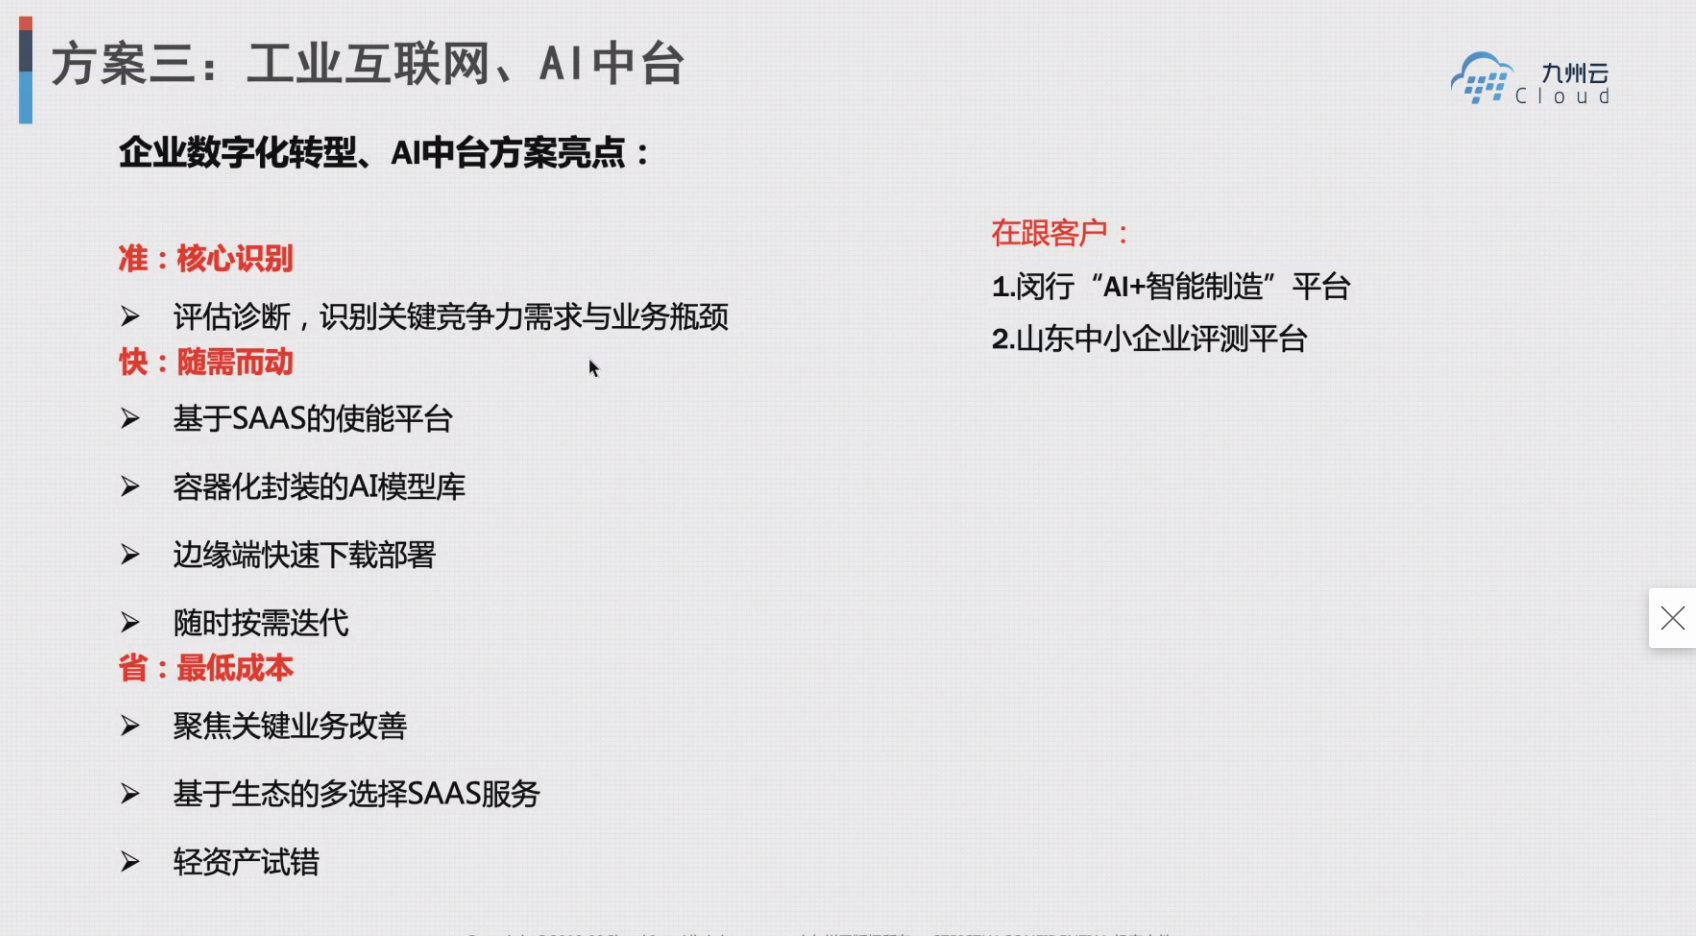 方案三：工业互联网、AI中台
九州云
Cloud
企业数字化转型、AI中台方案亮点：
准：核心识别
➢ 评估诊断，识别关键竞争力需求与业务瓶颈
快：随需而动
➢ 基于SAAS的使能平台
➢ 容器化封装的AI模型库
➢ 边缘端快速下载部署
➢ 随时按需迭代
省：最低成本
➢ 聚焦关键业务改善
➢ 基于生态的多选择SAAS服务
➢ 轻资产试错
在跟客户：
1.闵行“AI+智能制造”平台
2.山东中小企业评测平台